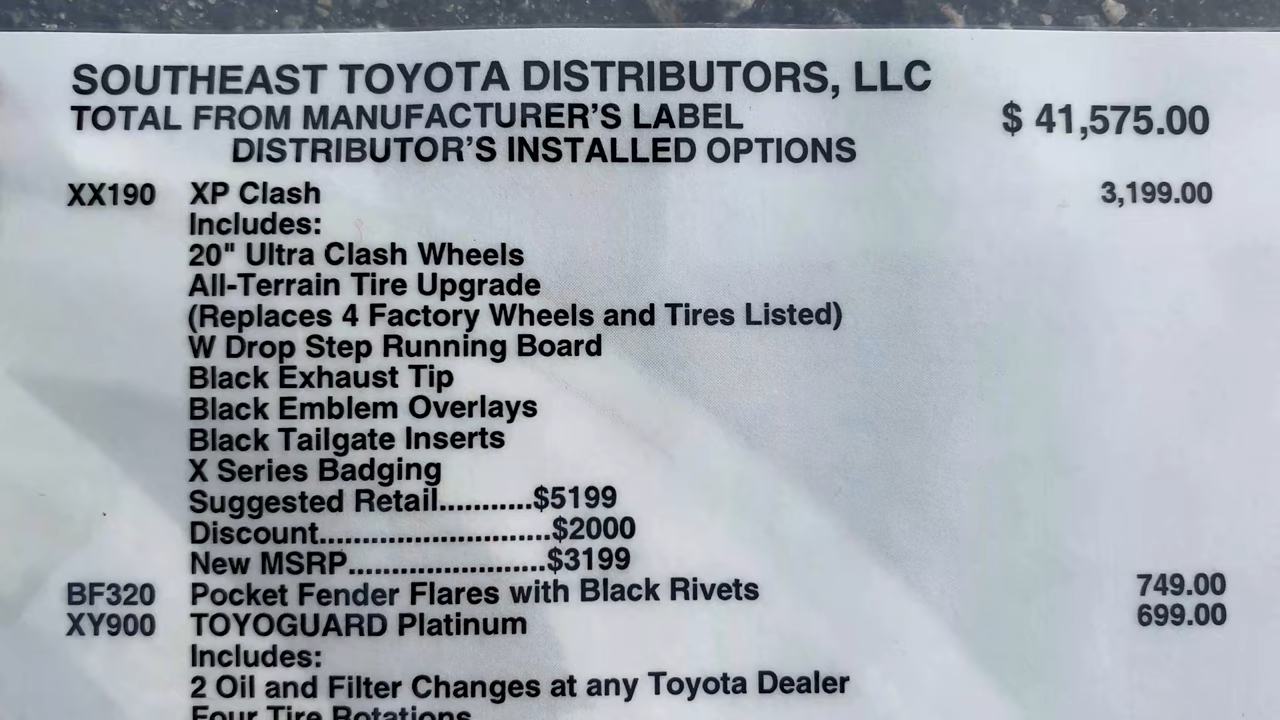 SOUTHEAST TOYOTA DISTRIBUTORS, LLC
TOTAL FROM MANUFACTURER'S LABEL $ 41,575.00
DISTRIBUTOR'S INSTALLED OPTIONS
XX190 XP Clash 3,199.00
Includes:
20" Ultra Clash Wheels
All-Terrain Tire Upgrade
(Replaces 4 Factory Wheels and Tires Listed)
W Drop Step Running Board
Black Exhaust Tip
Black Emblem Overlays
Black Tailgate Inserts
X Series Badging
Suggested Retail...........$5199
Discount...........................$2000
New MSRP.......................$3199
BF320 Pocket Fender Flares with Black Rivets 749.00
XY900 TOYOGUARD Platinum 699.00
Includes:
2 Oil and Filter Changes at any Toyota Dealer
Four Tire Rotations